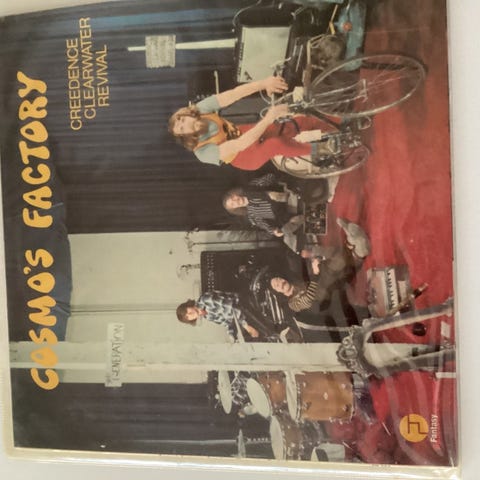 COSMO'S FACTORY
CREEDENCE
CLEARWATER
REVIVAL
Fantasy